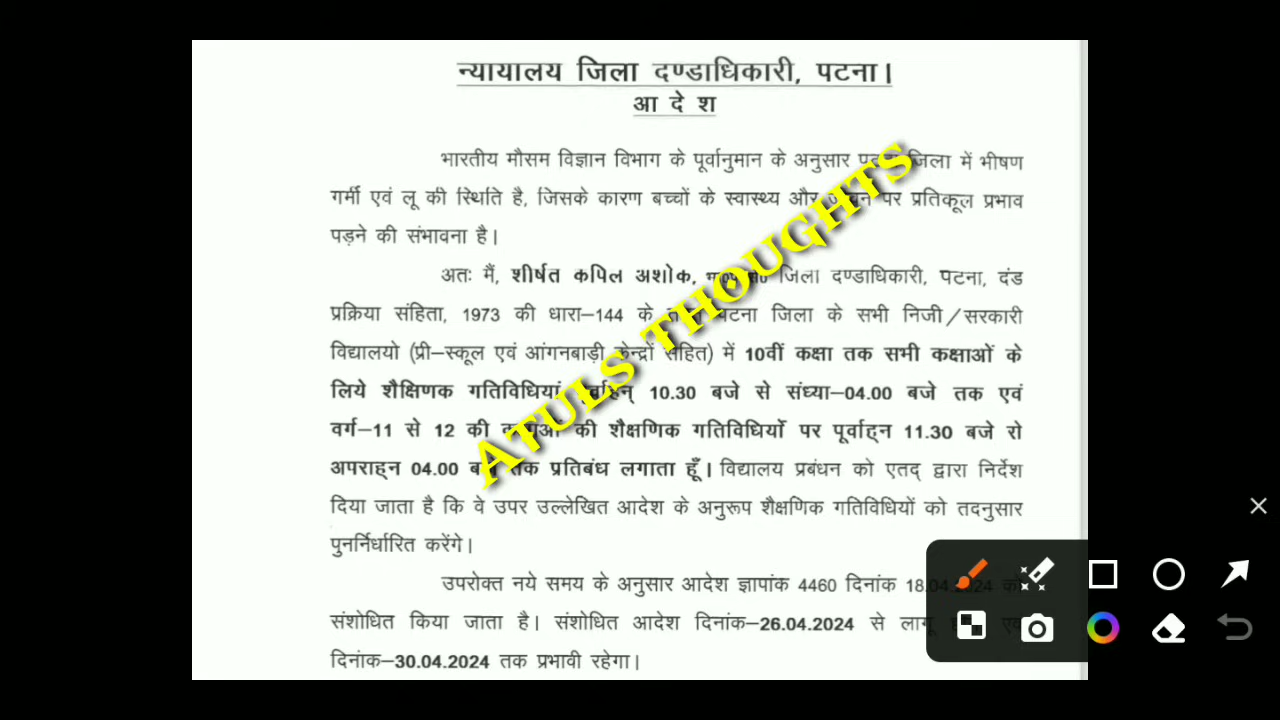 न्यायालय जिला दण्डाधिकारी, पटना।
आ दे श
भारतीय मौसम विज्ञान विभाग के पूर्वानुमान के अनुसार जिला में भीषण
गर्मी एवं लू की स्थिति है, जिसके कारण बच्चों के स्वास्थ्य और पर प्रतिकूल प्रभाव
पड़ने की संभावना है।
अतः मैं, शीर्षत कपिल अशोक, जिला दण्डाधिकारी, पटना, दंड
प्रक्रिया संहिता, 1973 की धारा–144 के पटना जिला के सभी निजी/सरकारी
विद्यालयो (प्री–स्कूल एवं आंगनबाड़ी केन्द्रों सहित) में 10वीं कक्षा तक सभी कक्षाओं के
लिये शैक्षिणक गतिविधियां 10.30 बजे से संध्या–04.00 बजे तक एवं
वर्ग–11 से 12 की की शैक्षणिक गतिविधियों पर पूर्वाह्न 11.30 बजे रो
अपराह्न 04.00 तक प्रतिबंध लगाता हूँ। विद्यालय प्रबंधन को एतद् द्वारा निर्देश
दिया जाता है कि वे उपर उल्लेखित आदेश के अनुरूप शैक्षणिक गतिविधियों को तदनुसार
पुनर्निर्धारित करेंगे।
उपरोक्त नये समय के अनुसार आदेश ज्ञापांक 4460 दिनांक 18.04.2024 को
संशोधित किया जाता है। संशोधित आदेश दिनांक–26.04.2024 से लागू
दिनांक–30.04.2024 तक प्रभावी रहेगा।
ATULS THOUGHTS